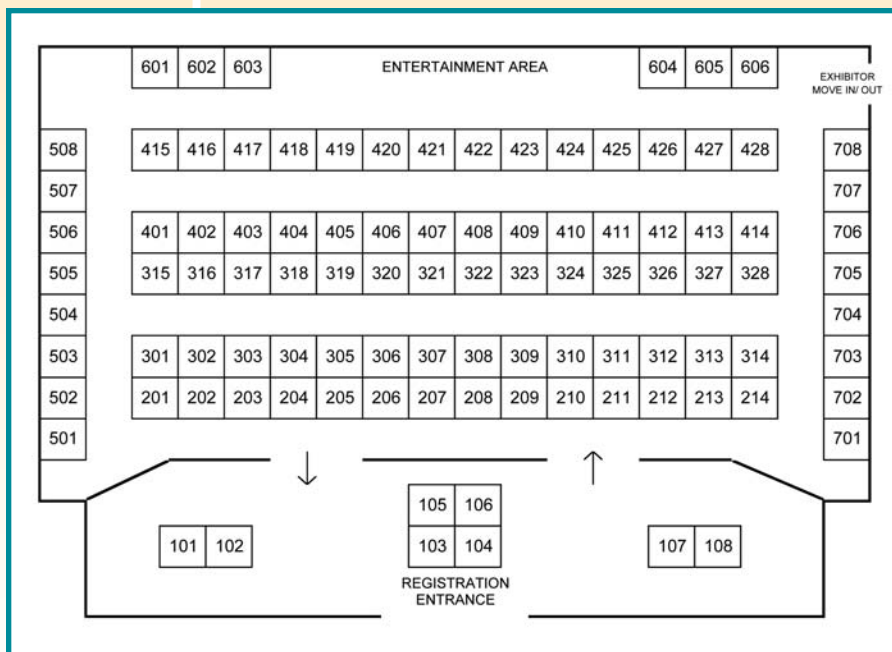 601 602 603 ENTERTAINMENT AREA 604 605 606
EXHIBITOR
MOVE IN/ OUT
508 415 416 417 418 419 420 421 422 423 424 425 426 427 428 708
507 707
506 401 402 403 404 405 406 407 408 409 410 411 412 413 414 706
505 315 316 317 318 319 320 321 322 323 324 325 326 327 328 705
504 704
503 301 302 303 304 305 306 307 308 309 310 311 312 313 314 703
502 201 202 203 204 205 206 207 208 209 210 211 212 213 214 702
501 701
105 106
101 102 103 104 107 108
REGISTRATION
ENTRANCE